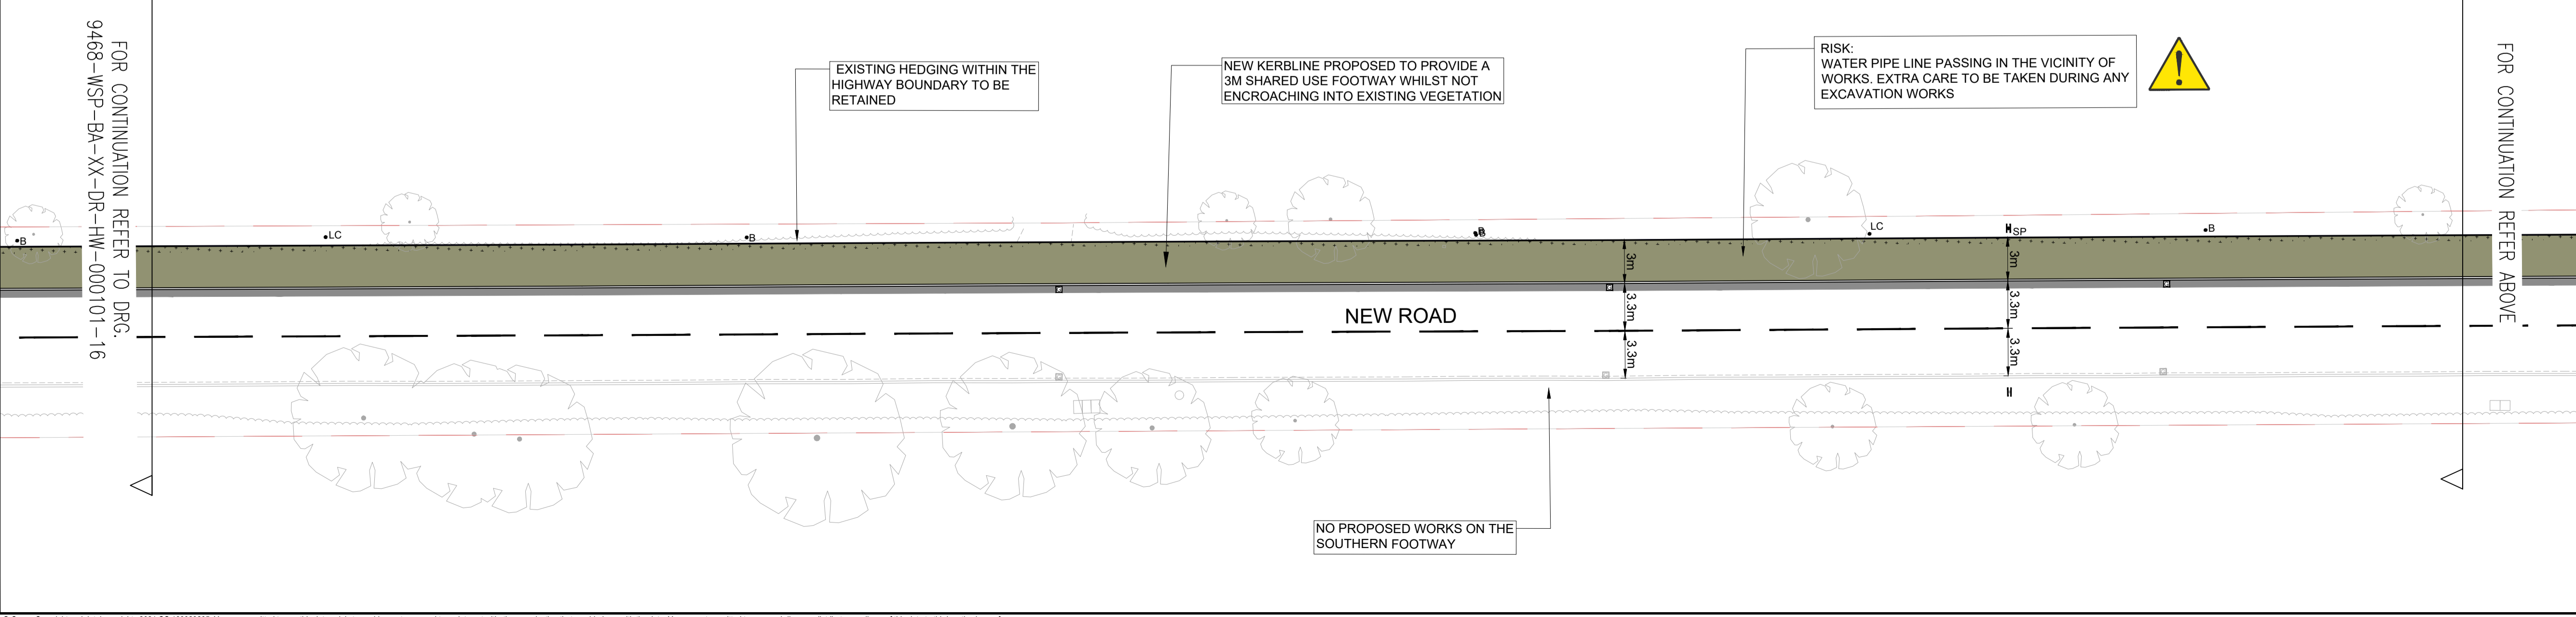 FOR CONTINUATION REFER TO DRG.
9468-WSP-BA-XX-DR-HW-000101-16
EXISTING HEDGING WITHIN THE
HIGHWAY BOUNDARY TO BE
RETAINED
NEW KERBLINE PROPOSED TO PROVIDE A
3M SHARED USE FOOTWAY WHILST NOT
ENCROACHING INTO EXISTING VEGETATION
RISK:
WATER PIPE LINE PASSING IN THE VICINITY OF
WORKS. EXTRA CARE TO BE TAKEN DURING ANY
EXCAVATION WORKS
!
FOR CONTINUATION REFER ABOVE
B
LC
B
B
B
LC
SP
B
3m
3m
3.3m
3.3m
NEW ROAD
3.3m
3.3m
NO PROPOSED WORKS ON THE
SOUTHERN FOOTWAY